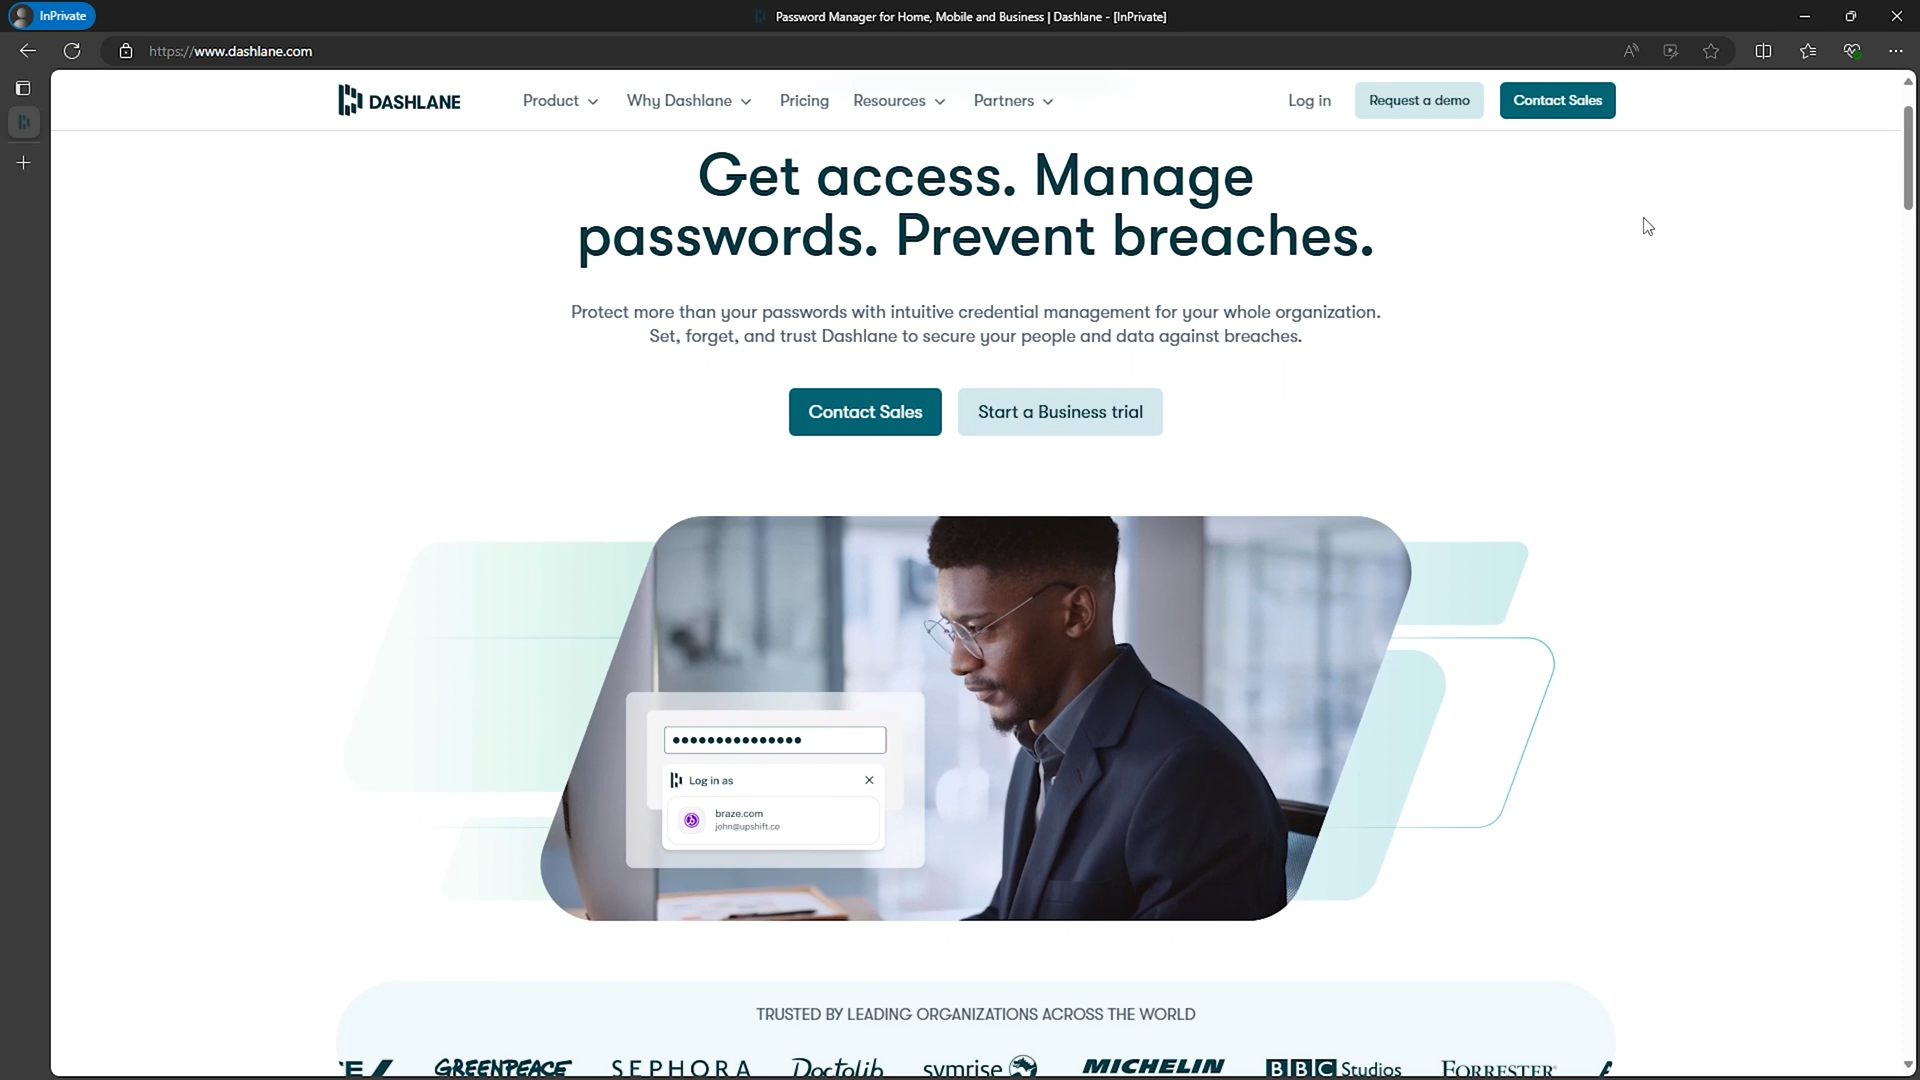 InPrivate
Password Manager for Home, Mobile and Business | Dashlane - [InPrivate]
https://www.dashlane.com
DASHLANE
Product
Why Dashlane
Pricing
Resources
Partners
Log in
Request a demo
Contact Sales
Get access. Manage
passwords. Prevent breaches.
Protect more than your passwords with intuitive credential management for your whole organization.
Set, forget, and trust Dashlane to secure your people and data against breaches.
Contact Sales
Start a Business trial
Log in as
braze.com
john@upshift.co
TRUSTED BY LEADING ORGANIZATIONS ACROSS THE WORLD
GREENPEACE
SEPHORA
Doctolib
symrise
MICHELIN
BBC Studios
FORRESTER